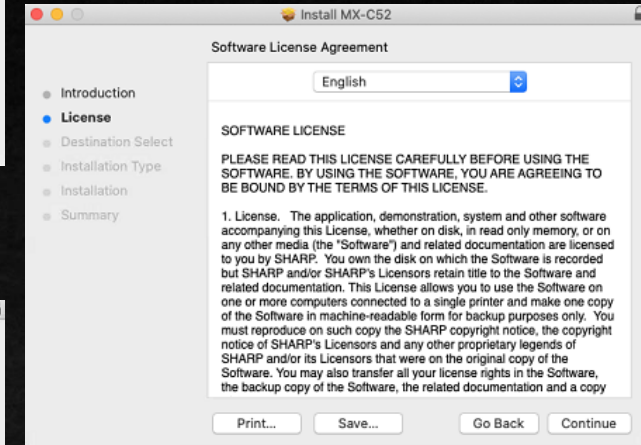 Install MX-C52
Software License Agreement
Introduction
License
Destination Select
Installation Type
Installation
Summary
English
SOFTWARE LICENSE
PLEASE READ THIS LICENSE CAREFULLY BEFORE USING THE
SOFTWARE. BY USING THE SOFTWARE, YOU ARE AGREEING TO
BE BOUND BY THE TERMS OF THIS LICENSE.
1. License. The application, demonstration, system and other software
accompanying this License, whether on disk, in read only memory, or on
any other media (the "Software") and related documentation are licensed
to you by SHARP. You own the disk on which the Software is recorded
but SHARP and/or SHARP's Licensors retain title to the Software and
related documentation. This License allows you to use the Software on
one or more computers connected to a single printer and make one copy
of the Software in machine-readable form for backup purposes only. You
must reproduce on such copy the SHARP copyright notice, the copyright
notice of SHARP's Licensors and any other proprietary legends of
SHARP and/or its Licensors that were on the original copy of the
Software. You may also transfer all your license rights in the Software,
the backup copy of the Software, the related documentation and a copy
Print... Save... Go Back Continue